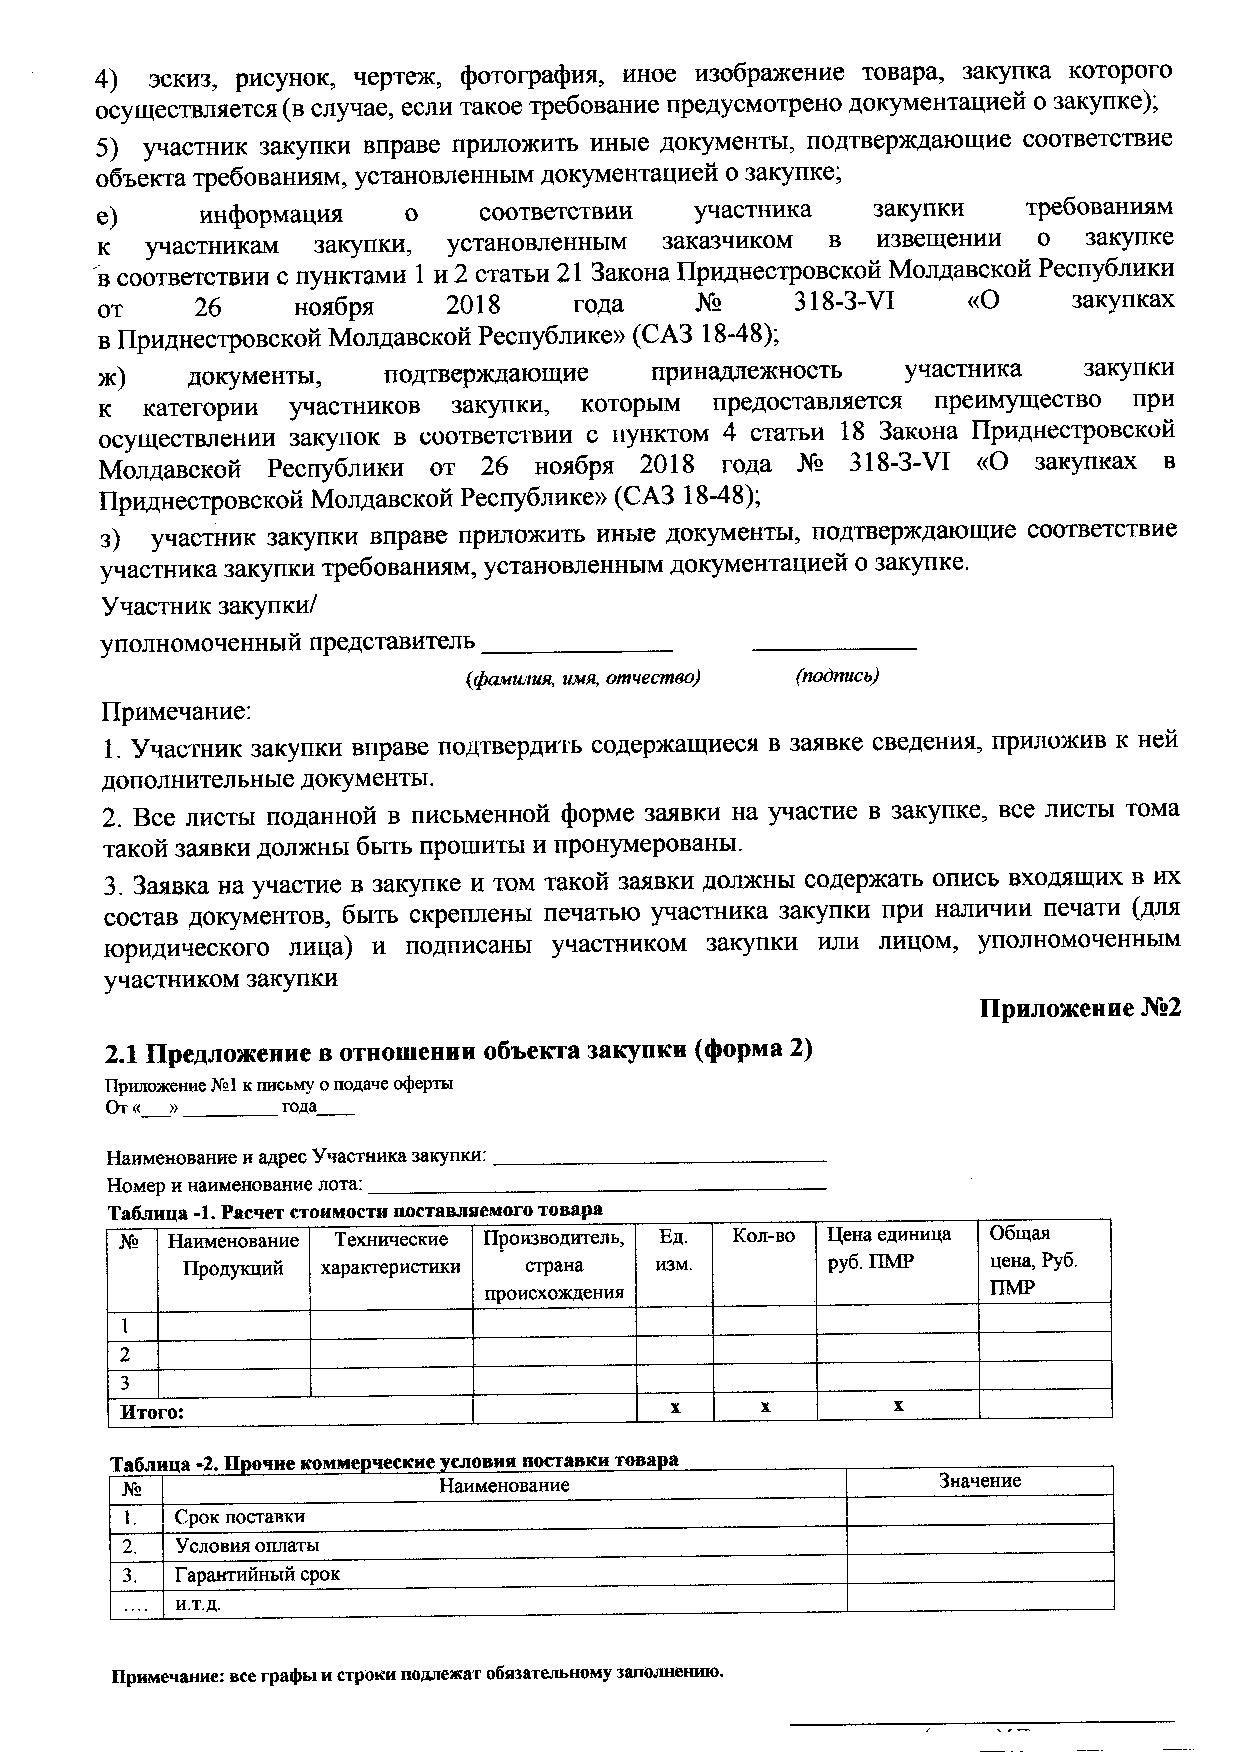 4) эскиз, рисунок, чертеж, фотография, иное изображение товара, закупка которого
осуществляется (в случае, если такое требование предусмотрено документацией о закупке);
5) участник закупки вправе приложить иные документы, подтверждающие соответствие
объекта требованиям, установленным документацией о закупке;
е) информация о соответствии участника закупки требованиям
к участникам закупки, установленным заказчиком в извещении о закупке
в соответствии с пунктами 1 и 2 статьи 21 Закона Приднестровской Молдавской Республики
от 26 ноября 2018 года № 318-З-VI «О закупках
в Приднестровской Молдавской Республике» (САЗ 18-48);
ж) документы, подтверждающие принадлежность участника закупки
к категории участников закупки, которым предоставляется преимущество при
осуществлении закупок в соответствии с пунктом 4 статьи 18 Закона Приднестровской
Молдавской Республики от 26 ноября 2018 года № 318-З-VI «О закупках в
Приднестровской Молдавской Республике» (САЗ 18-48);
з) участник закупки вправе приложить иные документы, подтверждающие соответствие
участника закупки требованиям, установленным документацией о закупке.
Участник закупки/
уполномоченный представитель _______________ _____________
(фамилия, имя, отчество) (подпись)
Примечание:
1. Участник закупки вправе подтвердить содержащиеся в заявке сведения, приложив к ней
дополнительные документы.
2. Все листы поданной в письменной форме заявки на участие в закупке, все листы тома
такой заявки должны быть прошиты и пронумерованы.
3. Заявка на участие в закупке и том такой заявки должны содержать опись входящих в их
состав документов, быть скреплены печатью участника закупки при наличии печати (для
юридического лица) и подписаны участником закупки или лицом, уполномоченным
участником закупки
Приложение №2
2.1 Предложение в отношении объекта закупки (форма 2)
Приложение №1 к письму о подаче оферты
От «___» __________ года____
Наименование и адрес Участника закупки: ___________________________________
Номер и наименование лота: ________________________________________________
Таблица -1. Расчет стоимости поставляемого товара
№ Наименование Технические Производитель, Ед. Кол-во Цена единица Общая
Продукций характеристики страна изм. руб. ПМР цена, Руб.
происхождения ПМР
1
2
3
Итого: х х х
Таблица -2. Прочие коммерческие условия поставки товара
№ Наименование Значение
1. Срок поставки
2. Условия оплаты
3. Гарантийный срок
.... и.т.д.
Примечание: все графы и строки подлежат обязательному заполнению.